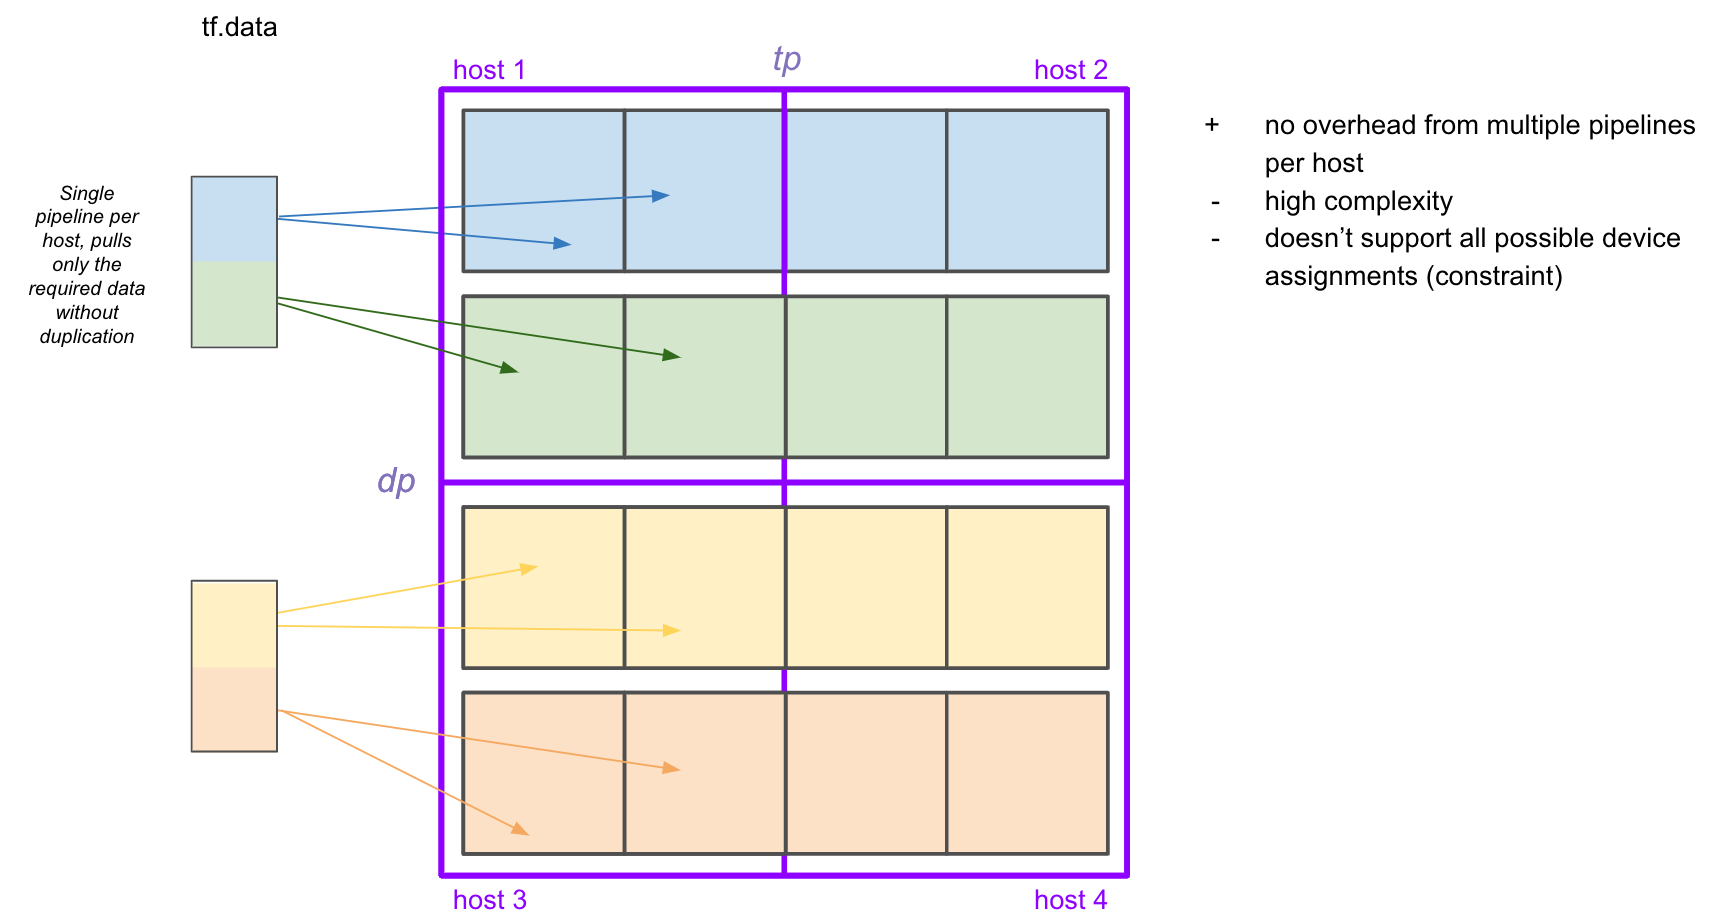 tf.data
tp
host 1
host 2
Single
pipeline per
host, pulls
only the
required data
without
duplication
dp
host 3
host 4
+ no overhead from multiple pipelines
per host
- high complexity
- doesn’t support all possible device
assignments (constraint)